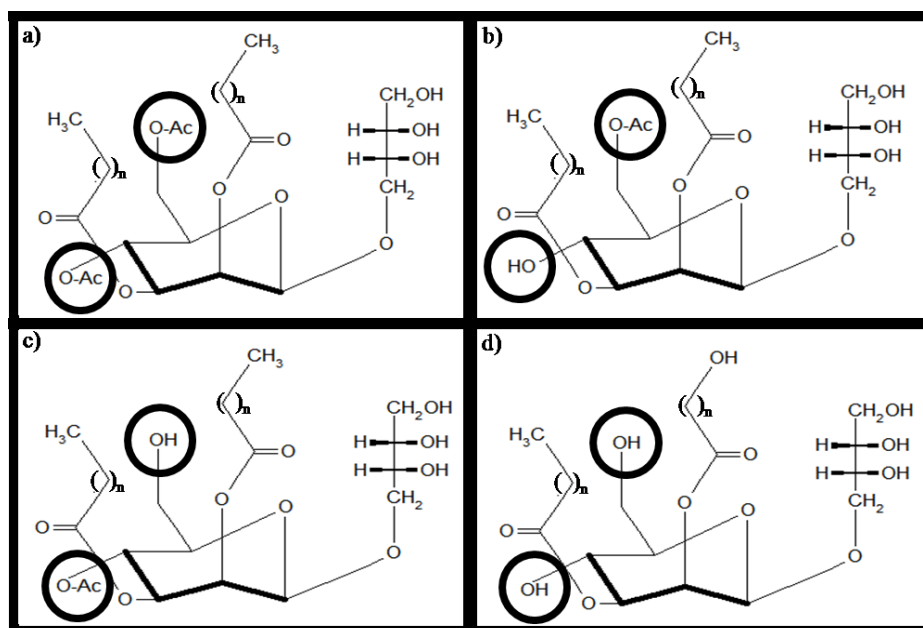 a)
CH₃
( )n
O-Ac
H₃C
( )n
O
O
CH₂OH
H OH
H OH
CH₂
O
O
O
O-Ac
O
b)
CH₃
( )n
O-Ac
H₃C
( )n
O
O
CH₂OH
H OH
H OH
CH₂
O
O
O
HO
O
c)
CH₃
( )n
OH
H₃C
( )n
O
O
CH₂OH
H OH
H OH
CH₂
O
O
O
O-Ac
O
d)
OH
( )n
OH
H₃C
( )n
O
O
CH₂OH
H OH
H OH
CH₂
O
O
O
OH
O